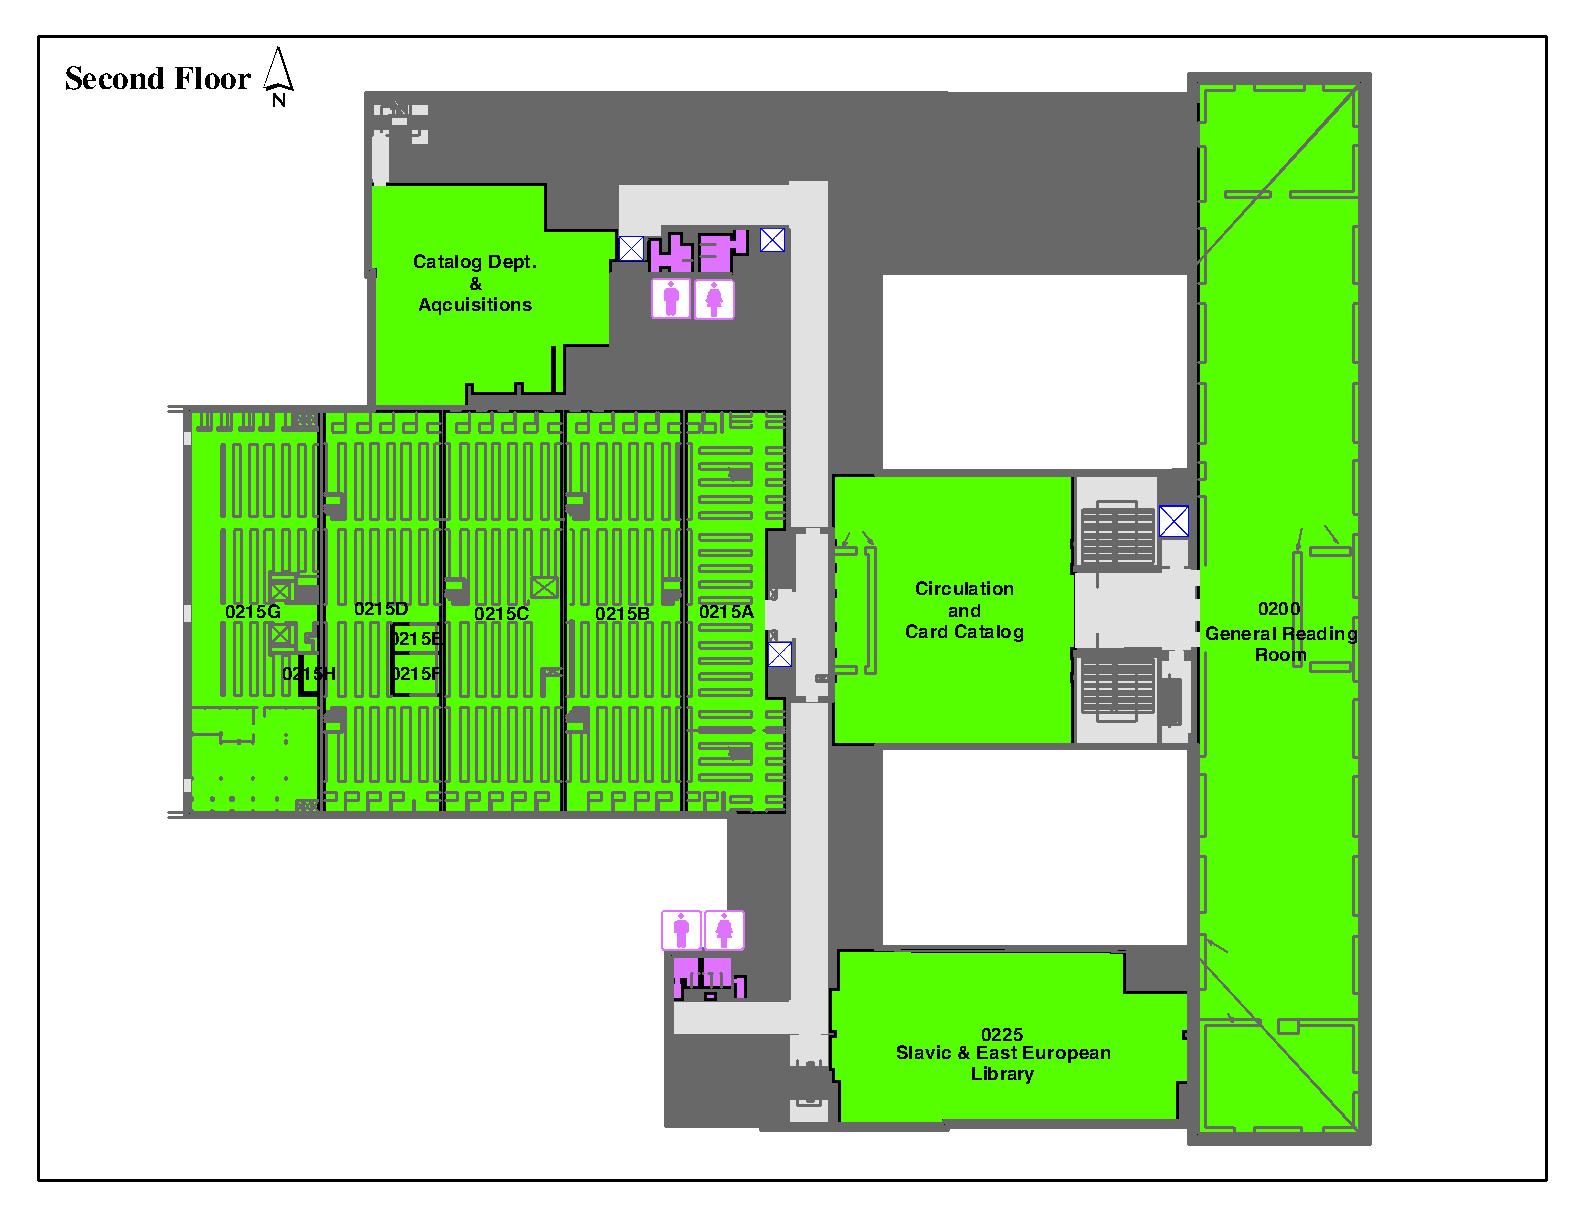 Second Floor
N
Catalog Dept.
&
Aqcuisitions
Circulation
and
Card Catalog
0200
General Reading
Room
0215G
0215D
0215C
0215B
0215A
0215E
0215H
0215F
0225
Slavic & East European
Library